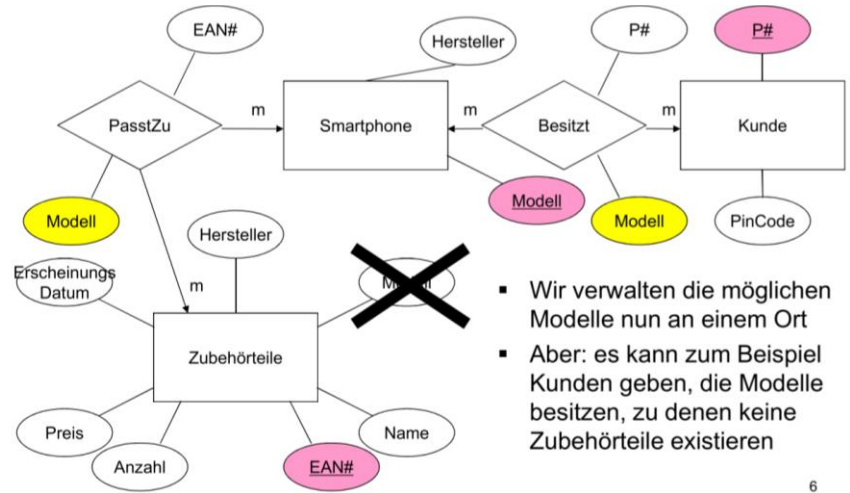 EAN#
Hersteller
P#
P#
PasstZu
m
Smartphone
m
Besitzt
m
Kunde
Modell
Modell
Modell
PinCode
Hersteller
Erscheinungs
Datum
m
Zubehörteile
Preis
Anzahl
EAN#
Name
▪ Wir verwalten die möglichen
Modelle nun an einem Ort
▪ Aber: es kann zum Beispiel
Kunden geben, die Modelle
besitzen, zu denen keine
Zubehörteile existieren
6